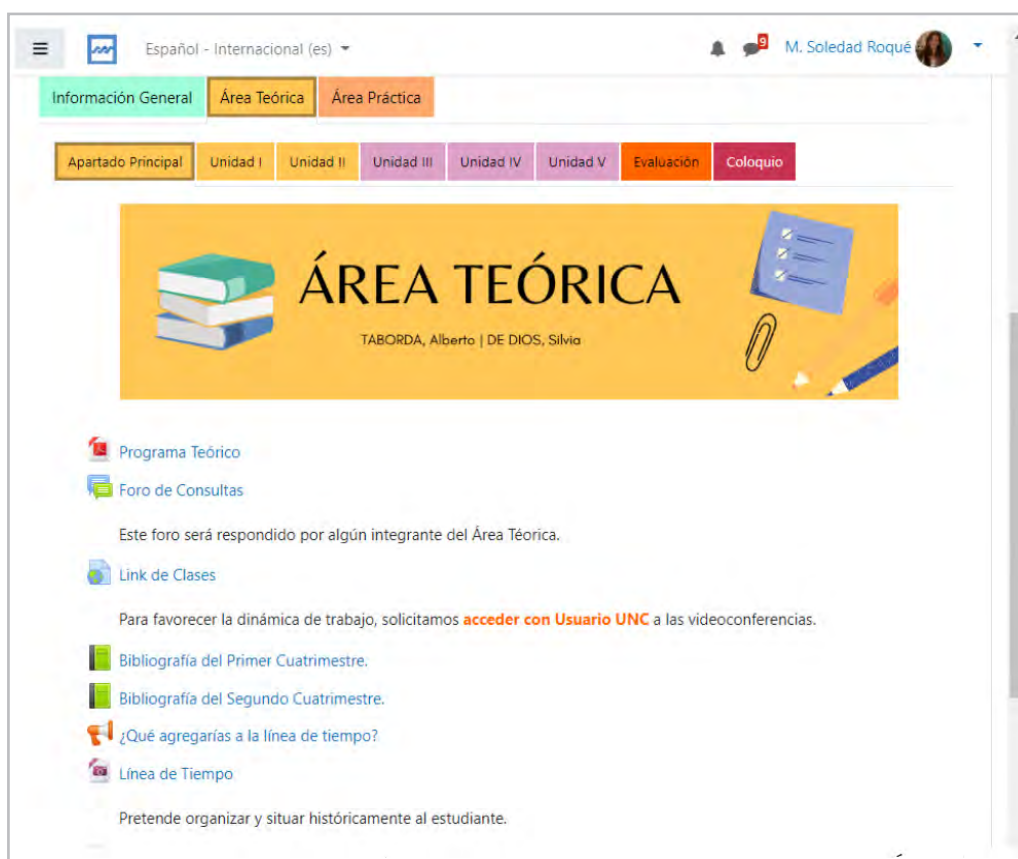 Español - Internacional (es)
9
M. Soledad Roqué
Información General
Área Teórica
Área Práctica
Apartado Principal
Unidad I
Unidad II
Unidad III
Unidad IV
Unidad V
Evaluación
Coloquio
ÁREA TEÓRICA
TABORDA, Alberto | DE DIOS, Silvia
Programa Teórico
Foro de Consultas
Este foro será respondido por algún integrante del Área Téorica.
Link de Clases
Para favorecer la dinámica de trabajo, solicitamos acceder con Usuario UNC a las videoconferencias.
Bibliografía del Primer Cuatrimestre.
Bibliografía del Segundo Cuatrimestre.
¿Qué agregarías a la línea de tiempo?
Línea de Tiempo
Pretende organizar y situar históricamente al estudiante.